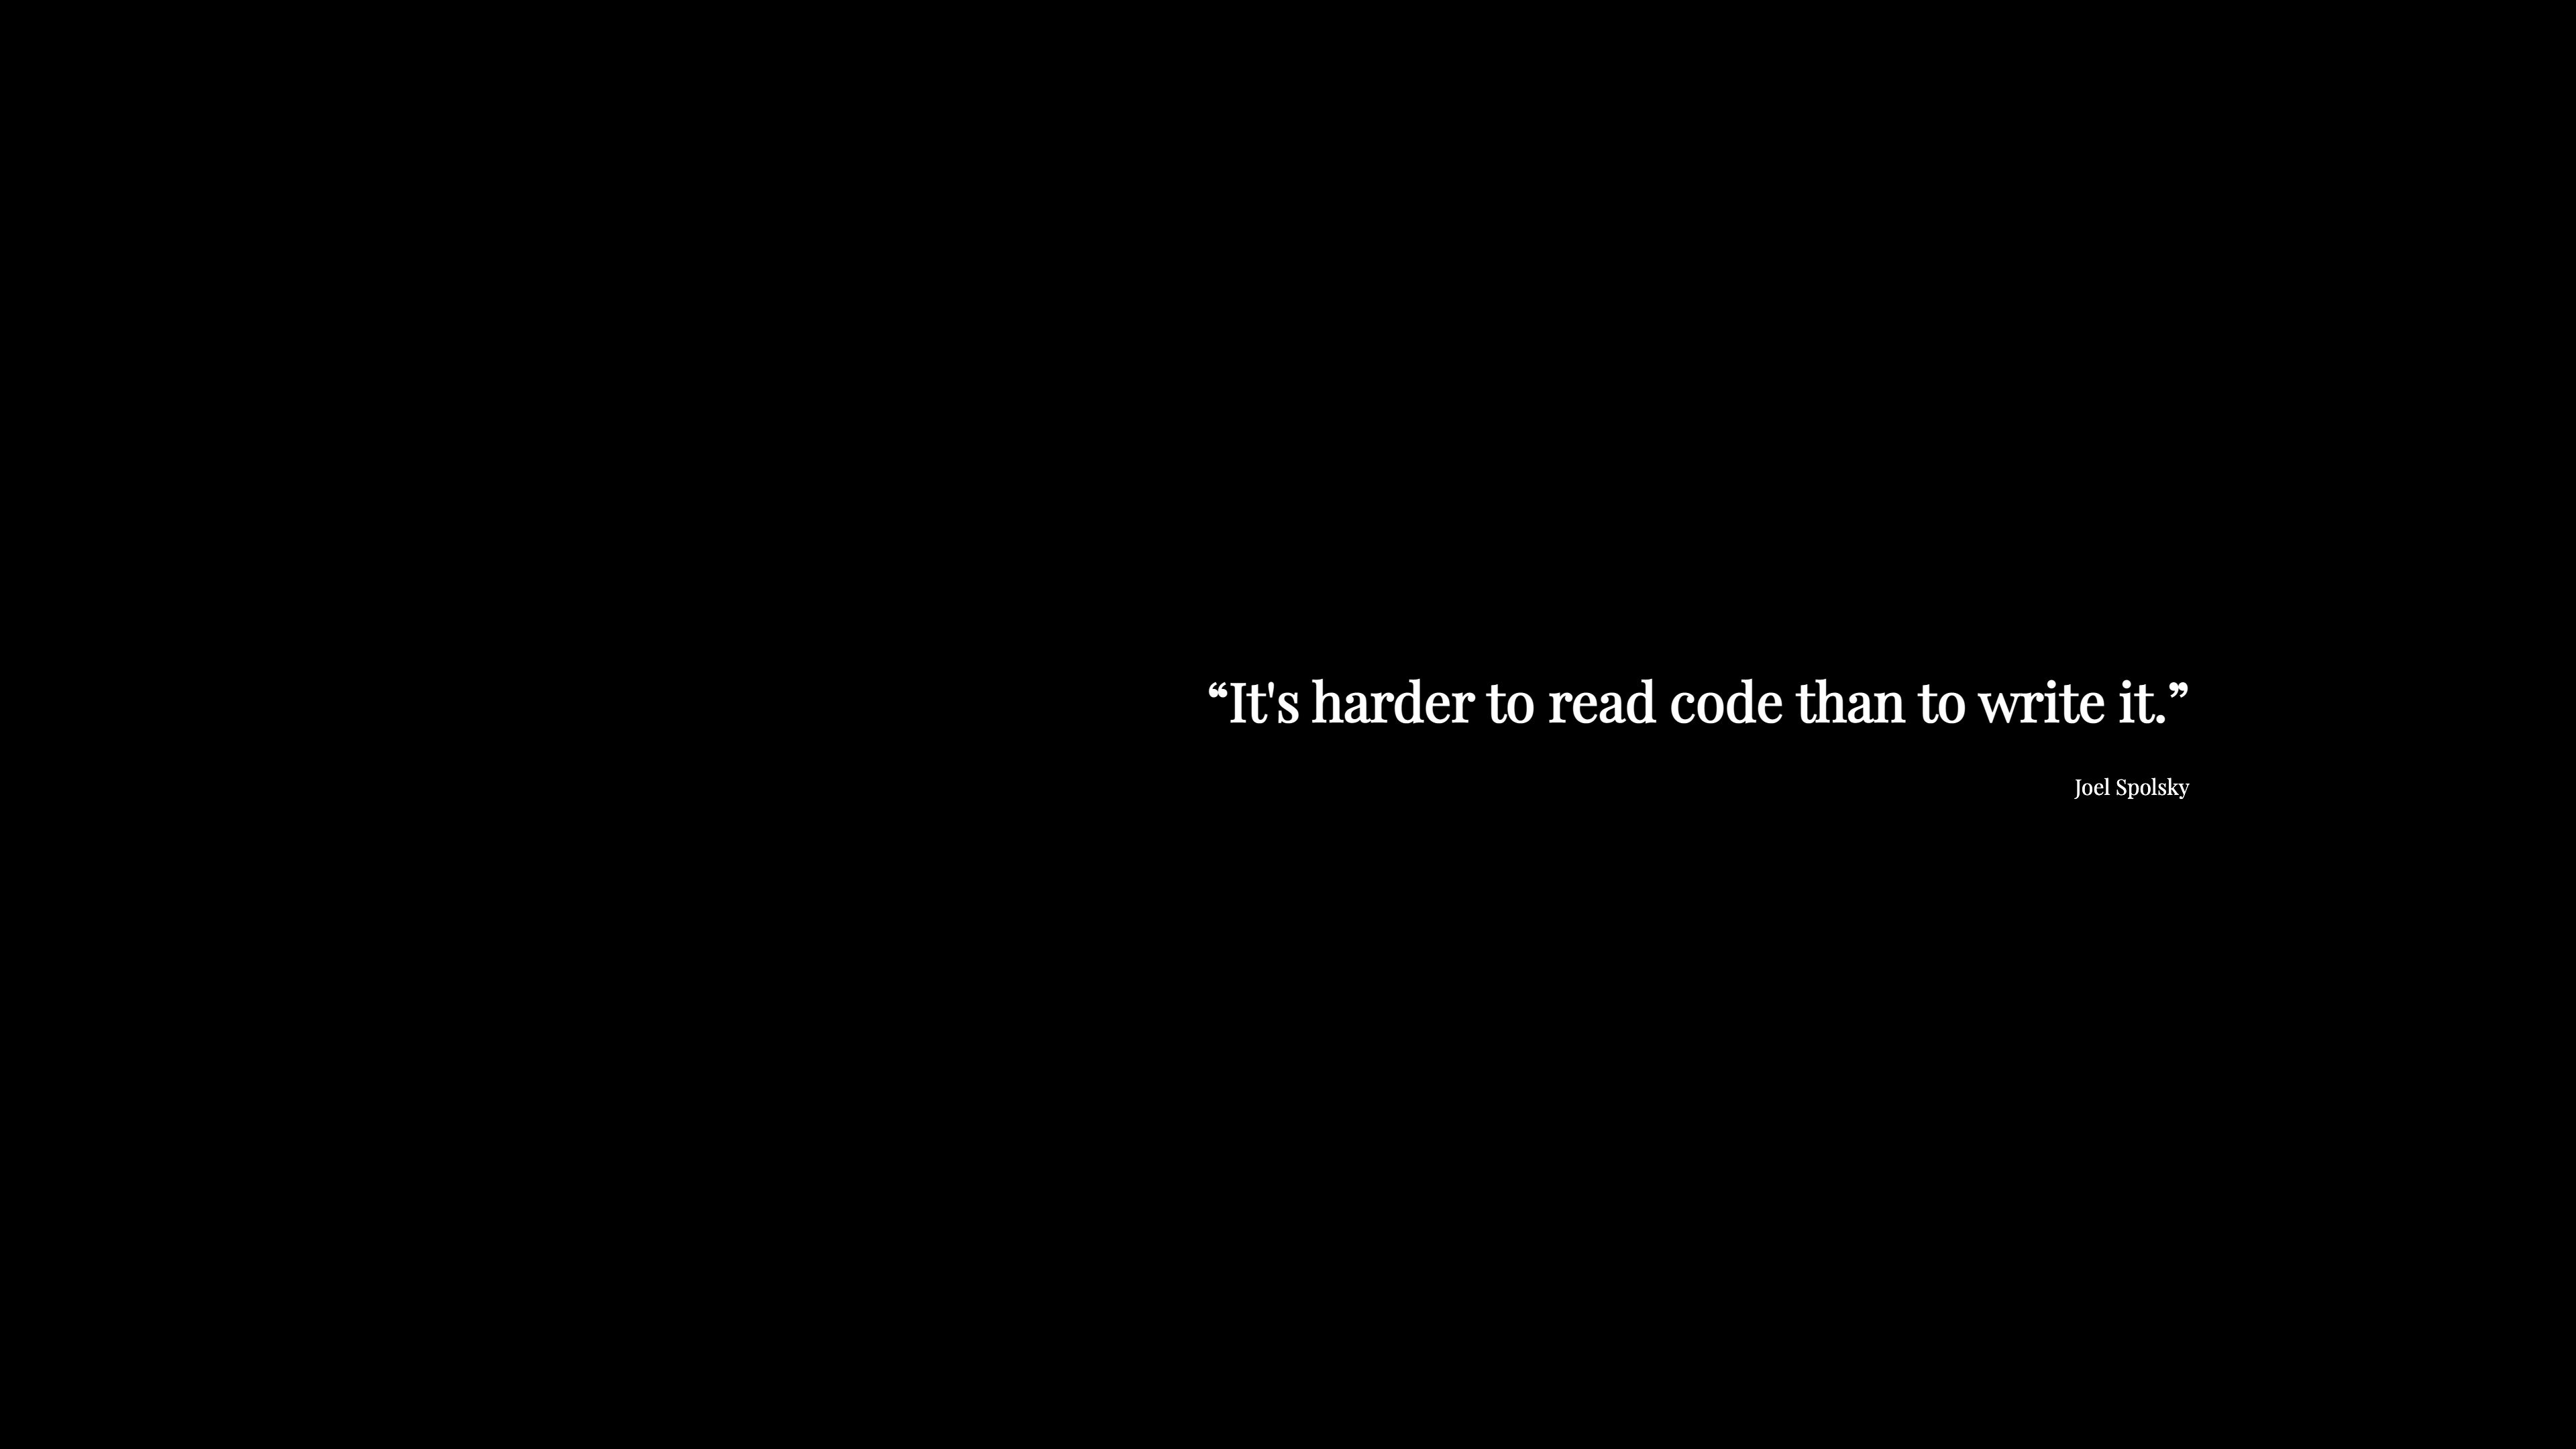 “It's harder to read code than to write it.”
Joel Spolsky